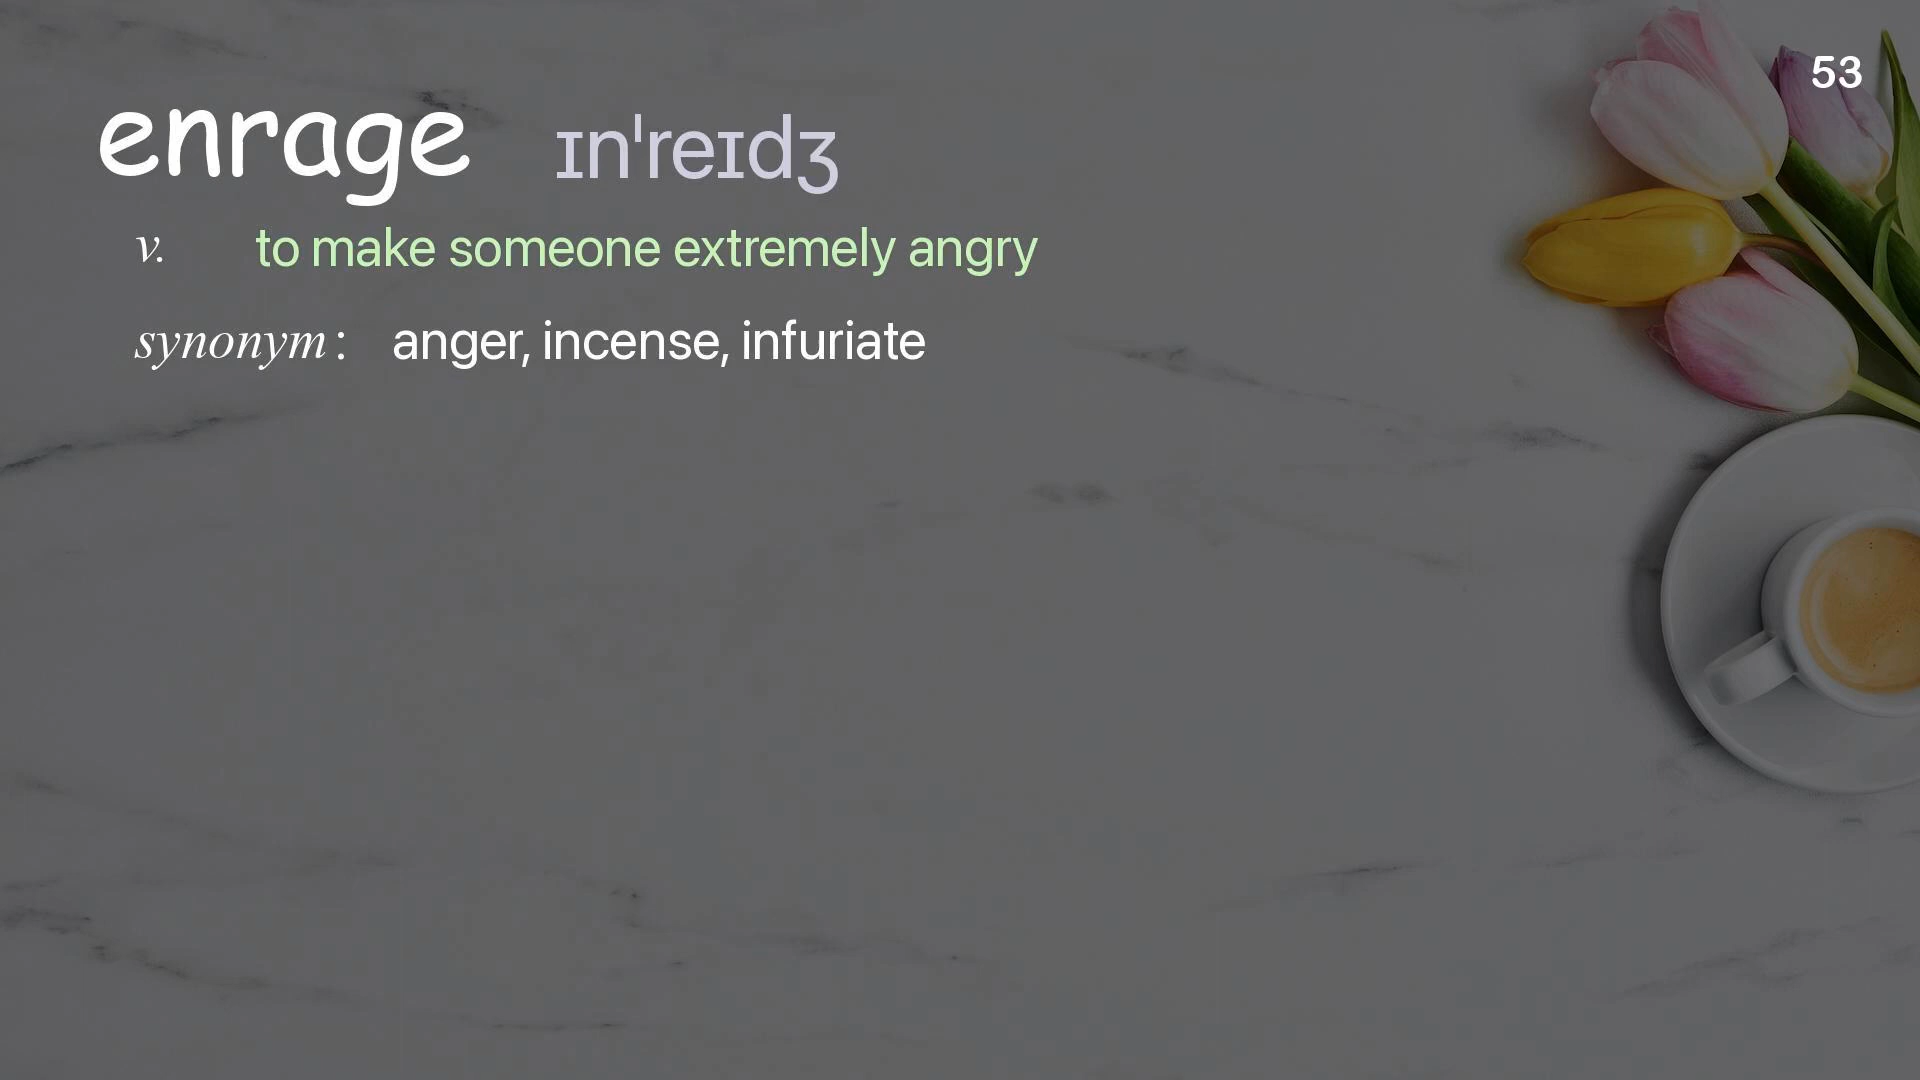 53
enrage ɪnˈreɪdʒ
v. to make someone extremely angry
synonym : anger, incense, infuriate